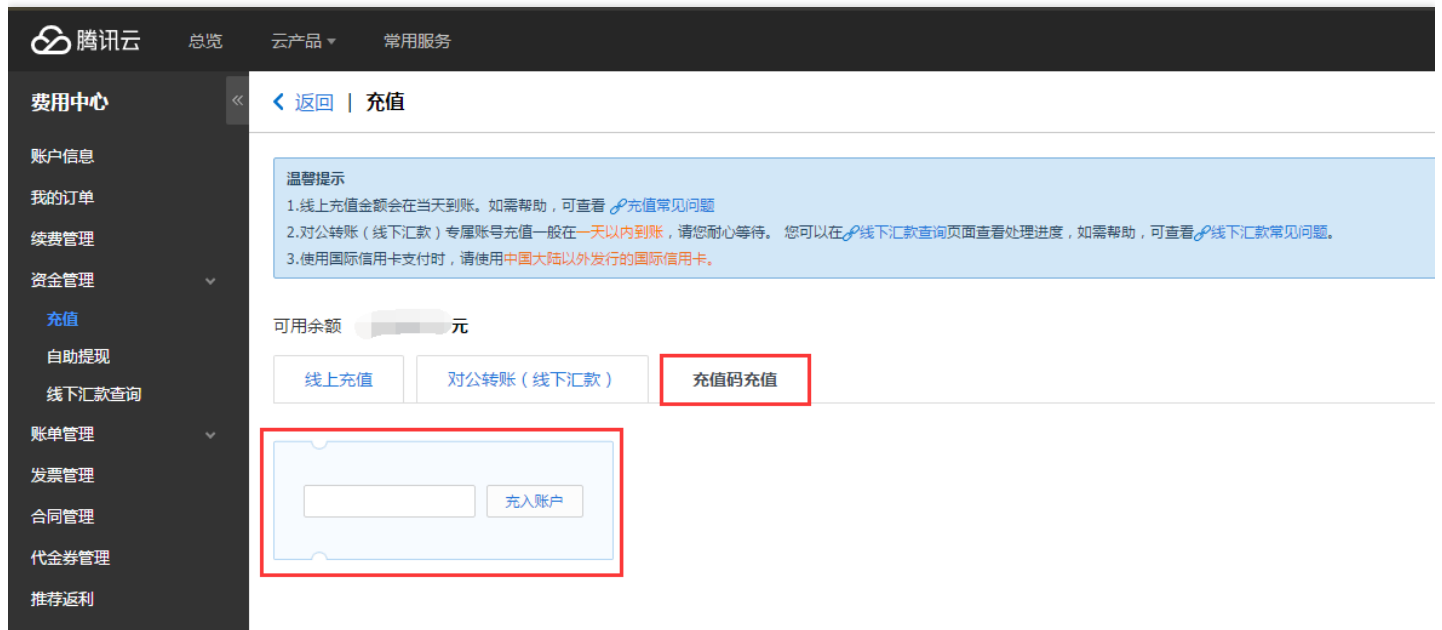 腾讯云 总览 云产品 常用服务
费用中心
账户信息
我的订单
续费管理
资金管理
充值
自助提现
线下汇款查询
账单管理
发票管理
合同管理
代金券管理
推荐返利
返回 | 充值
温馨提示
1.线上充值金额会在当天到账。如需帮助，可查看 充值常见问题
2.对公转账（线下汇款）专属账号充值一般在一天以内到账，请您耐心等待。 您可以在线下汇款查询页面查看处理进度，如需帮助，可查看线下汇款常见问题。
3.使用国际信用卡支付时，请使用中国大陆以外发行的国际信用卡。
可用余额 元
线上充值 对公转账（线下汇款） 充值码充值
充入账户